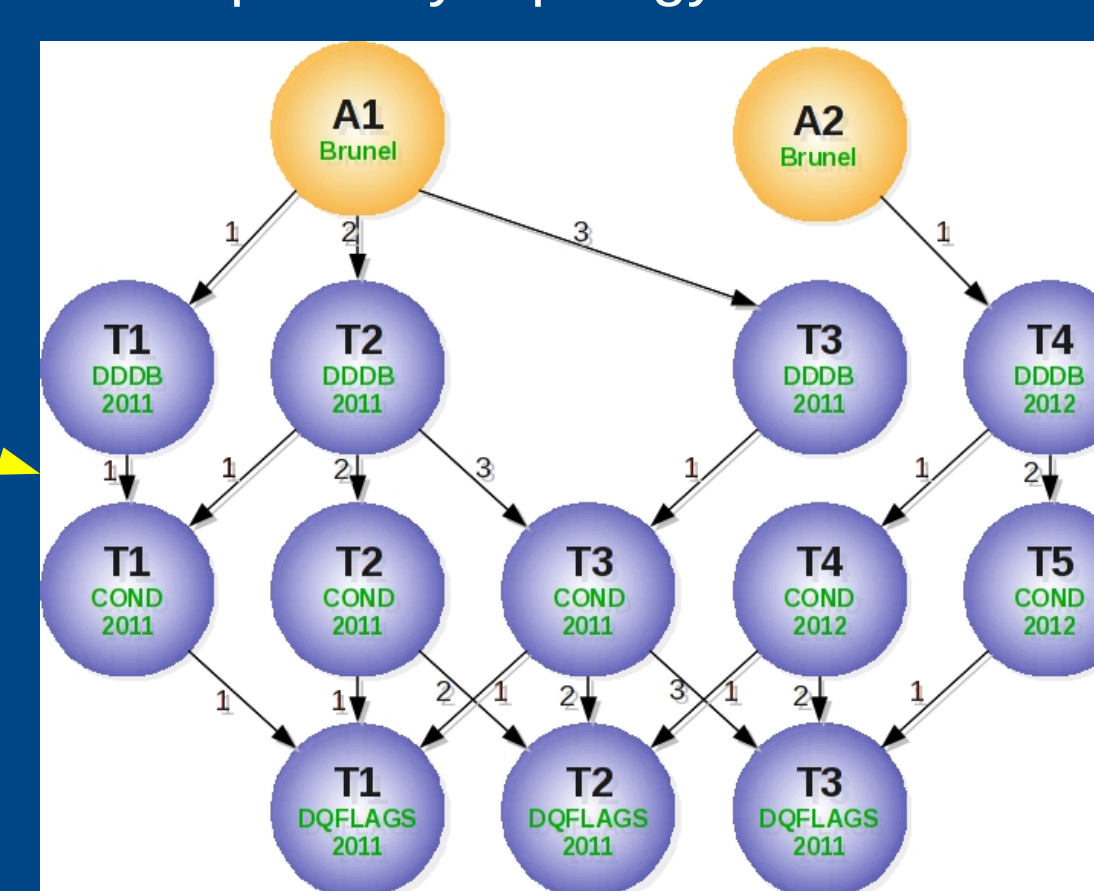 A1
Brunel
A2
Brunel
1
2
3
1
T1
DDDB
2011
T2
DDDB
2011
T3
DDDB
2011
T4
DDDB
2012
1
1
2
3
1
1
2
T1
COND
2011
T2
COND
2011
T3
COND
2011
T4
COND
2012
T5
COND
2012
1
1
2
1
2
3
1
2
1
T1
DQFLAGS
2011
T2
DQFLAGS
2011
T3
DQFLAGS
2011